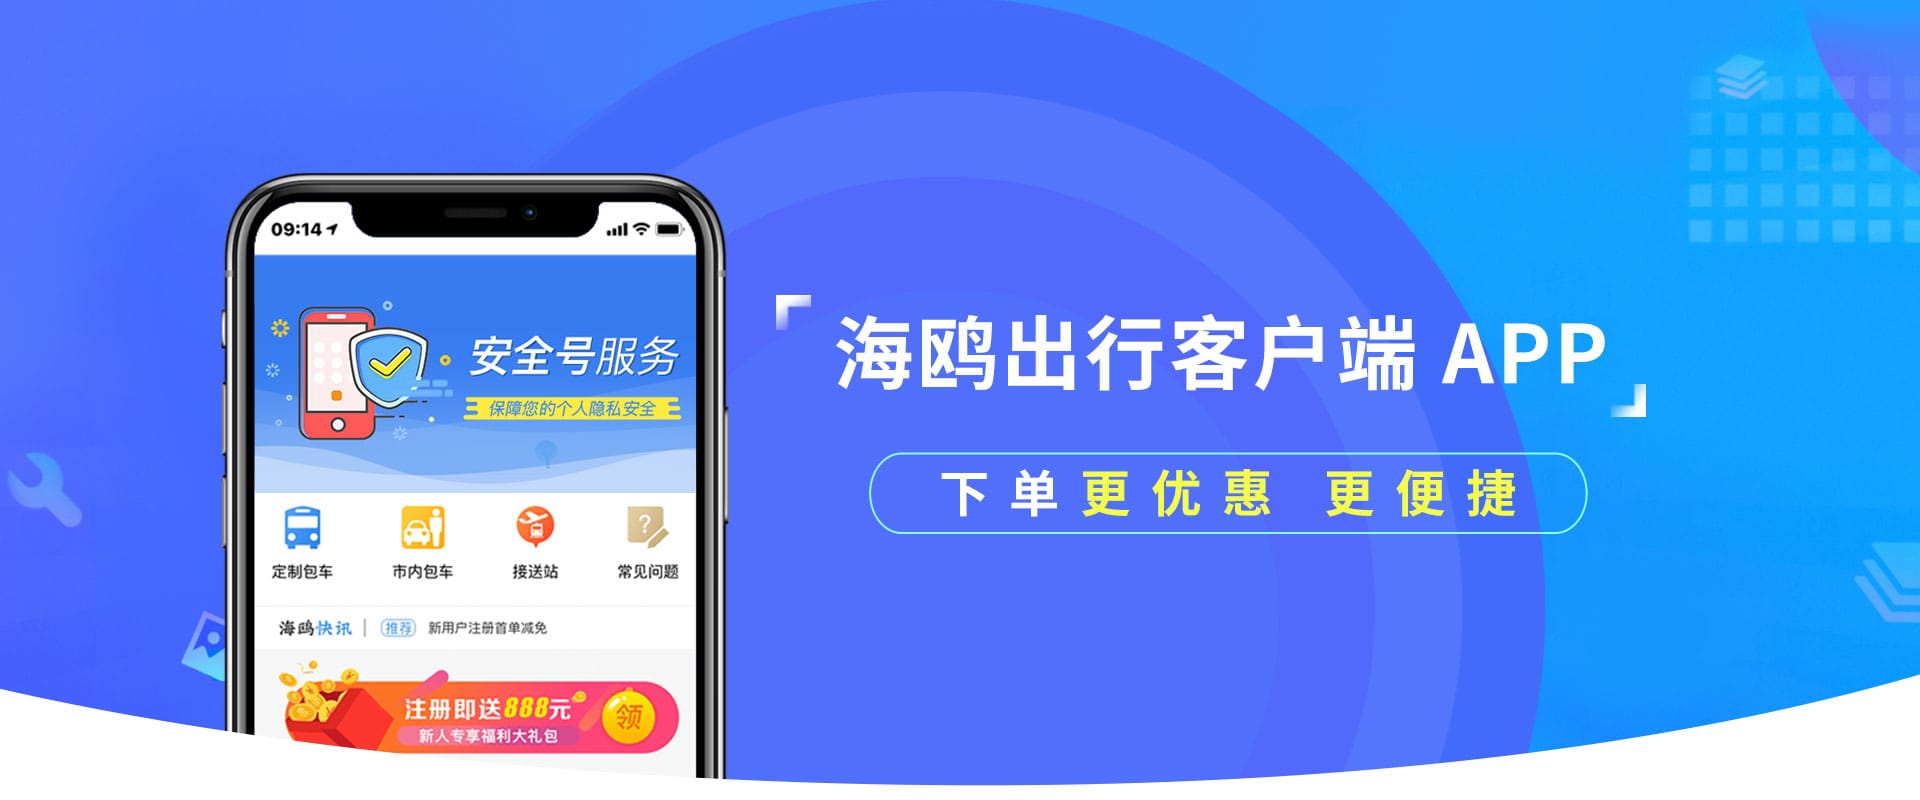 09:14
安全号服务
保障您的个人隐私安全
定制包车 市内包车 接送站 常见问题
海鸥快讯 | 推荐 新用户注册首单减免
注册即送888元
新人专享福利大礼包
领
海鸥出行客户端 APP
下单更优惠 更便捷